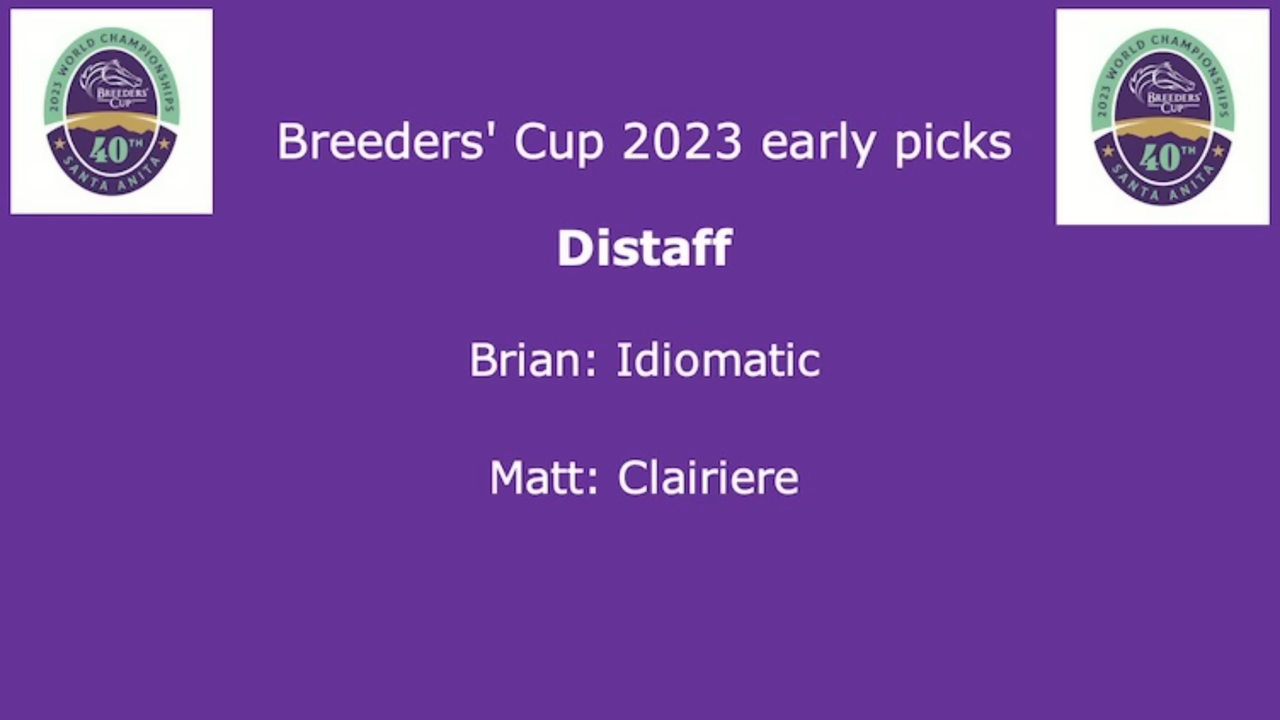 2023 WORLD CHAMPIONSHIPS
BREEDERS'
CUP
40TH
SANTA ANITA
2023 WORLD CHAMPIONSHIPS
BREEDERS'
CUP
40TH
SANTA ANITA
Breeders' Cup 2023 early picks
Distaff
Brian: Idiomatic
Matt: Clairiere